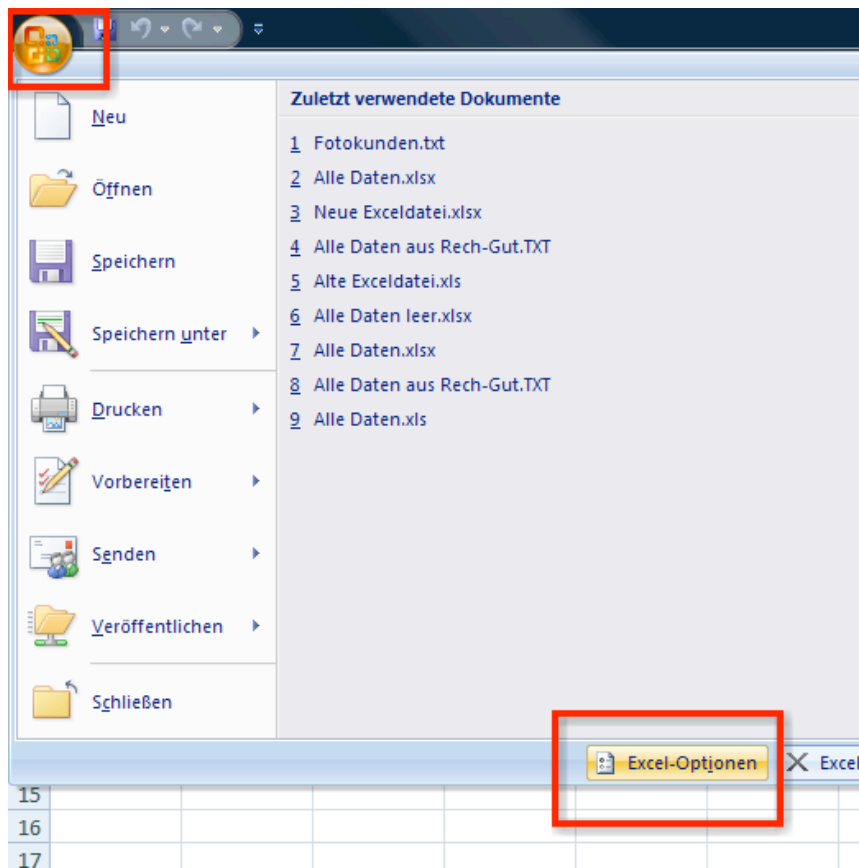 Neu
Öffnen
Speichern
Speichern unter
Drucken
Vorbereiten
Senden
Veröffentlichen
Schließen
Zuletzt verwendete Dokumente
1 Fotokunden.txt
2 Alle Daten.xlsx
3 Neue Exceldatei.xlsx
4 Alle Daten aus Rech-Gut.TXT
5 Alte Exceldatei.xls
6 Alle Daten leer.xlsx
7 Alle Daten.xlsx
8 Alle Daten aus Rech-Gut.TXT
9 Alle Daten.xls
Excel-Optionen
Excel
15
16
17